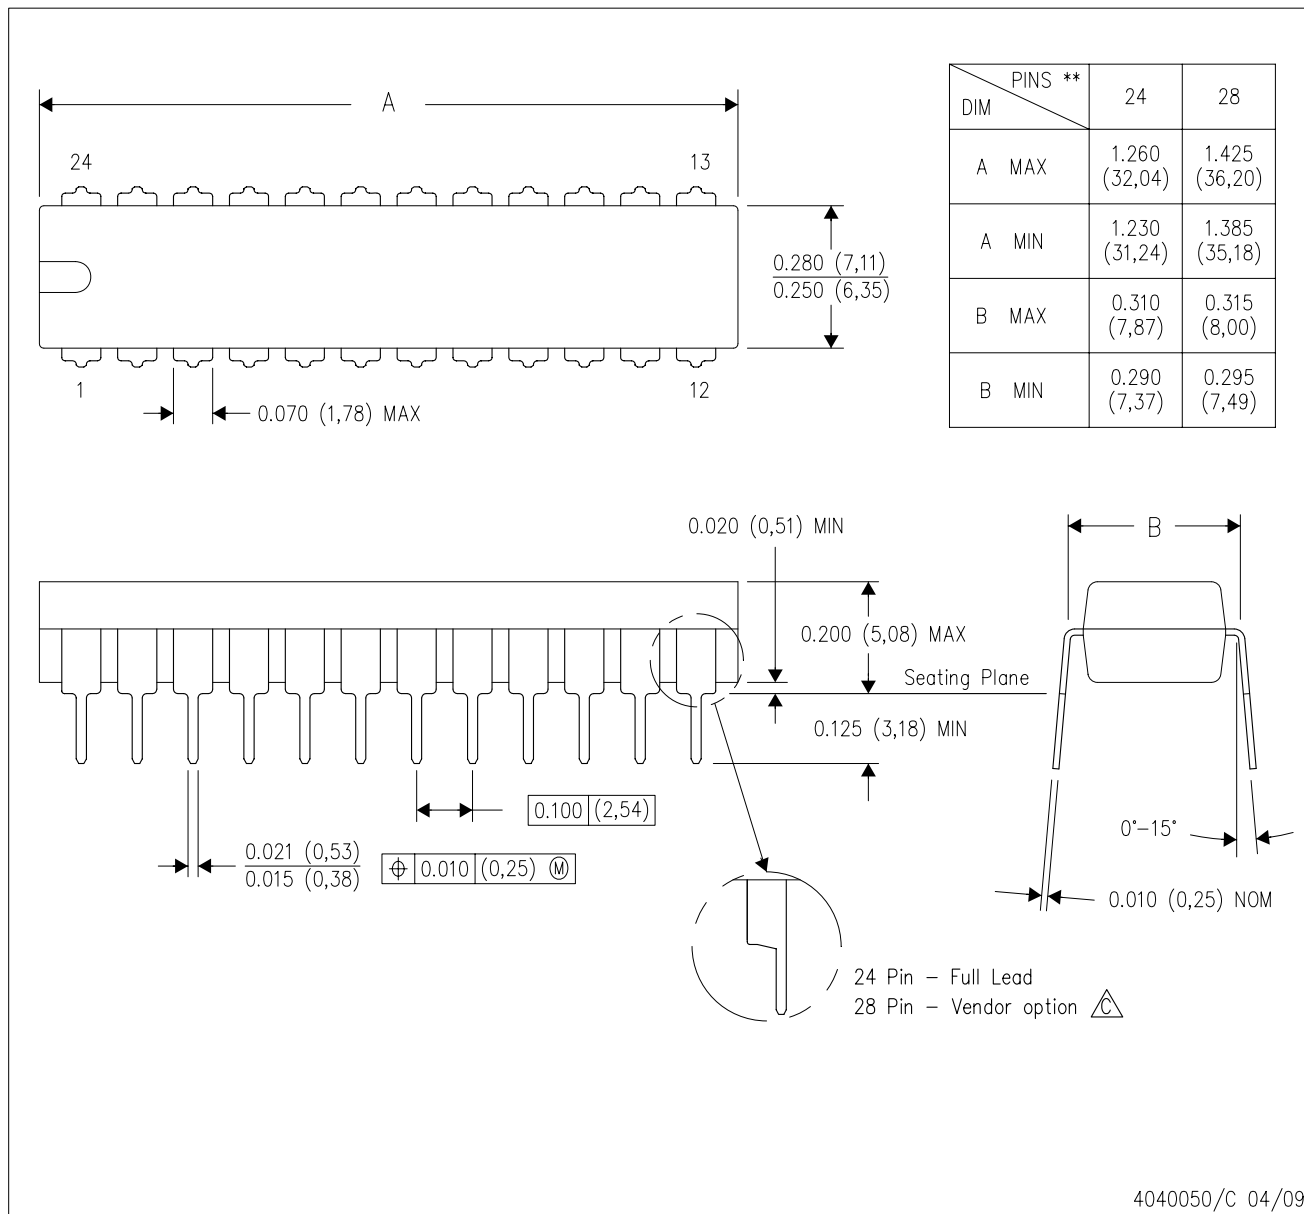 A
24
13
0.280 (7,11)
0.250 (6,35)
1
12
0.070 (1,78) MAX
PINS **
DIM
24
28
A MAX
1.260
(32,04)
1.425
(36,20)
A MIN
1.230
(31,24)
1.385
(35,18)
B MAX
0.310
(7,87)
0.315
(8,00)
B MIN
0.290
(7,37)
0.295
(7,49)
0.020 (0,51) MIN
B
0.200 (5,08) MAX
Seating Plane
0.125 (3,18) MIN
0.100 (2,54)
0.021 (0,53)
0.015 (0,38)
⌖ 0.010 (0,25) Ⓜ
0°–15°
0.010 (0,25) NOM
24 Pin – Full Lead
28 Pin – Vendor option C
4040050/C 04/09